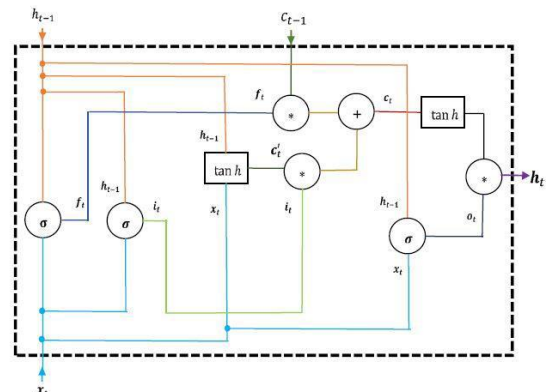 h_{t-1} C_{t-1}
f_t * + c_t tan h
h_{t-1} c'_t
tan h * * h_t
f_t h_{t-1} x_t i_t h_{t-1}
σ σ i_t σ o_t
x_t
x_t